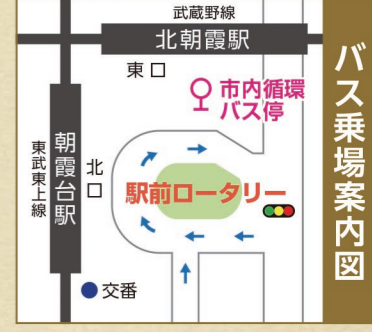 武蔵野線
北朝霞駅
東口
市内循環
バス停
バス乗場案内図
東武東上線
朝霞台駅
北口
駅前ロータリー
交番